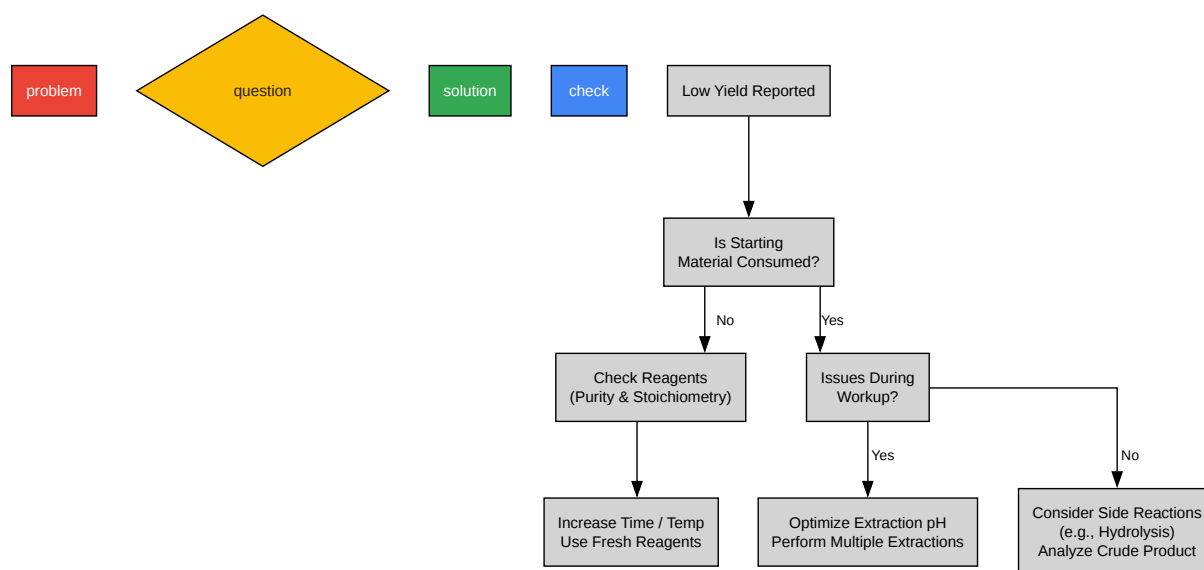 problem
question
solution
check
Low Yield Reported
Is Starting
Material Consumed?
No
Yes
Check Reagents
(Purity & Stoichiometry)
Issues During
Workup?
Yes
No
Increase Time / Temp
Use Fresh Reagents
Optimize Extraction pH
Perform Multiple Extractions
Consider Side Reactions
(e.g., Hydrolysis)
Analyze Crude Product